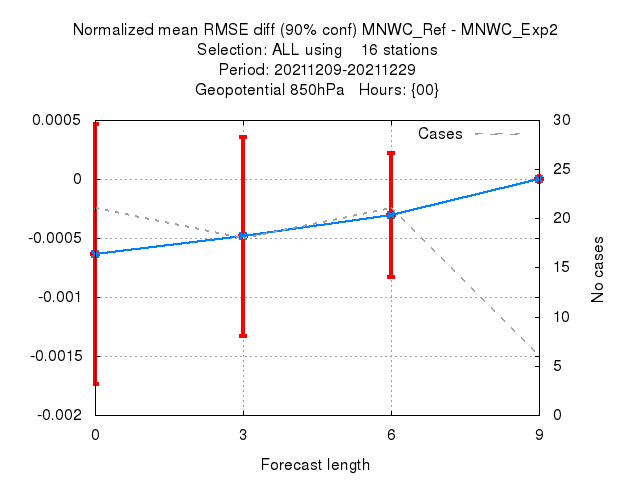 Normalized mean RMSE diff (90% conf) MNWC_Ref - MNWC_Exp2
Selection: ALL using    16 stations
Period: 20211209-20211229
Geopotential 850hPa   Hours: {00}
Cases
0.0005
0
-0.0005
-0.001
-0.0015
-0.002
30
25
20
15
10
5
0
No cases
0
3
6
9
Forecast length